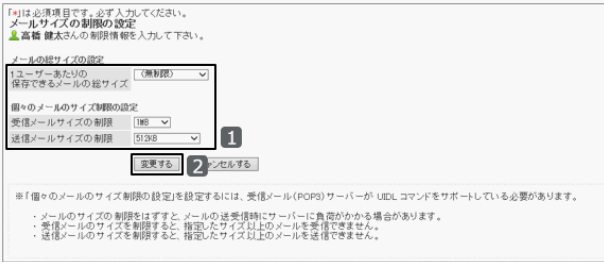 「*」は必須項目です。必ず入力してください。
メールサイズの制限の設定
高橋 健太さんの制限情報を入力して下さい。
メールの総サイズの設定
1ユーザーあたりの
保存できるメールの総サイズ
(無制限)
個々のメールのサイズ制限の設定
受信メールサイズの制限 1MB
送信メールサイズの制限 512KB
1
変更する 2 ャンセルする
※「個々のメールのサイズ制限の設定」を設定するには、受信メール(POP3)サーバーが UIDL コマンドをサポートしている必要があります。
・メールのサイズの制限をはずすと、メールの送受信時にサーバーに負荷がかかる場合があります。
・受信メールのサイズを制限すると、指定したサイズ以上のメールを受信できません。
・送信メールのサイズを制限すると、指定したサイズ以上のメールを送信できません。